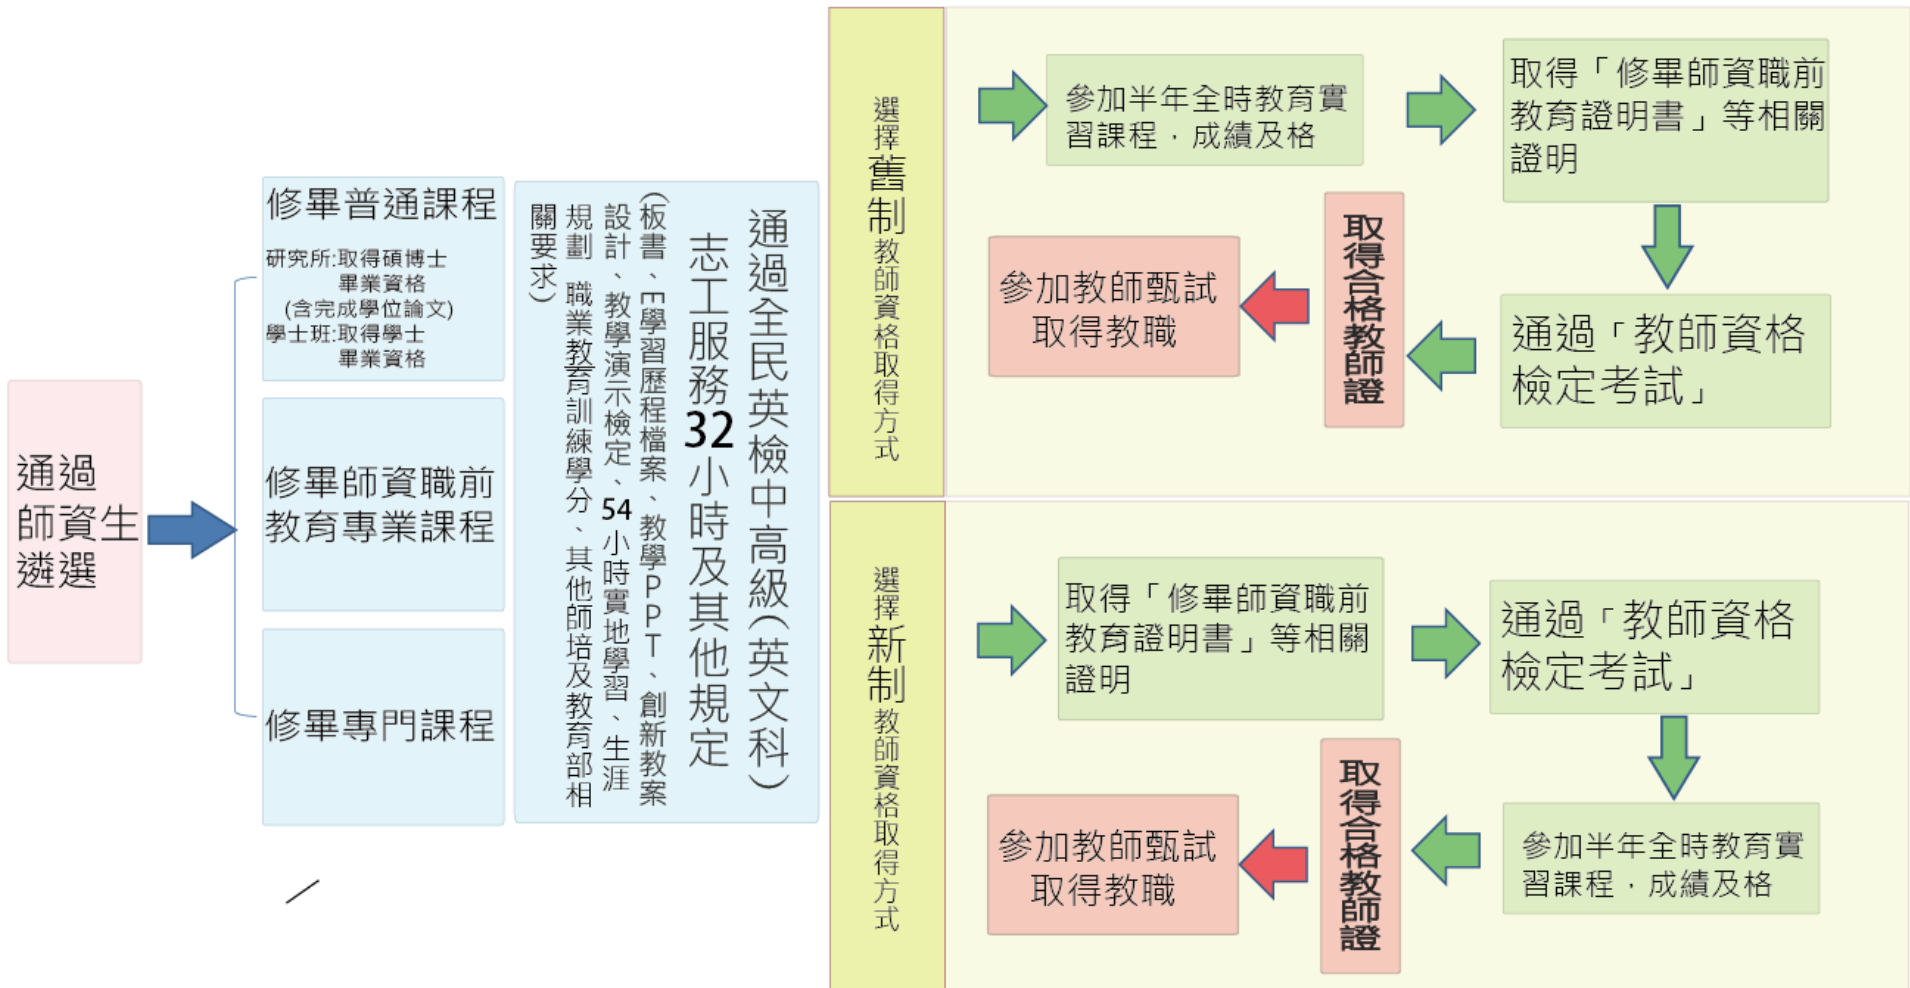 通過
師資生
遴選
修畢普通課程
研究所:取得碩博士
畢業資格
(含完成學位論文)
學士班:取得學士
畢業資格
修畢師資職前
教育專業課程
修畢專門課程
通過全民英檢中高級(英文科)
志工服務32小時及其他規定
(板書、E學習歷程檔案、教學PPT、創新教案
設計、教學演示檢定、54小時實地學習、生涯
規劃 職業教育訓練學分、其他師培及教育部相
關要求)
選擇舊制教師資格取得方式
參加半年全時教育實
習課程，成績及格
取得「修畢師資職前
教育證明書」等相關
證明
通過「教師資格
檢定考試」
取得合格教師證
參加教師甄試
取得教職
選擇新制教師資格取得方式
取得「修畢師資職前
教育證明書」等相關
證明
通過「教師資格
檢定考試」
參加半年全時教育實
習課程，成績及格
取得合格教師證
參加教師甄試
取得教職